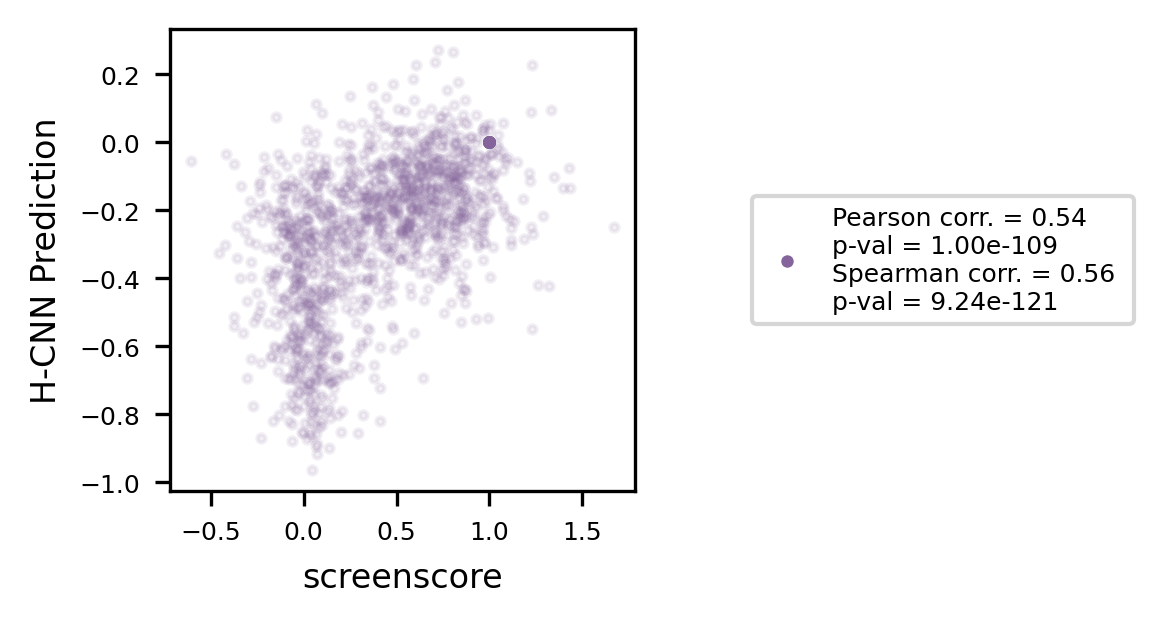 H-CNN Prediction
0.2
0.0
−0.2
−0.4
−0.6
−0.8
−1.0
−0.5
0.0
0.5
1.0
1.5
screenscore
Pearson corr. = 0.54
p-val = 1.00e-109
Spearman corr. = 0.56
p-val = 9.24e-121